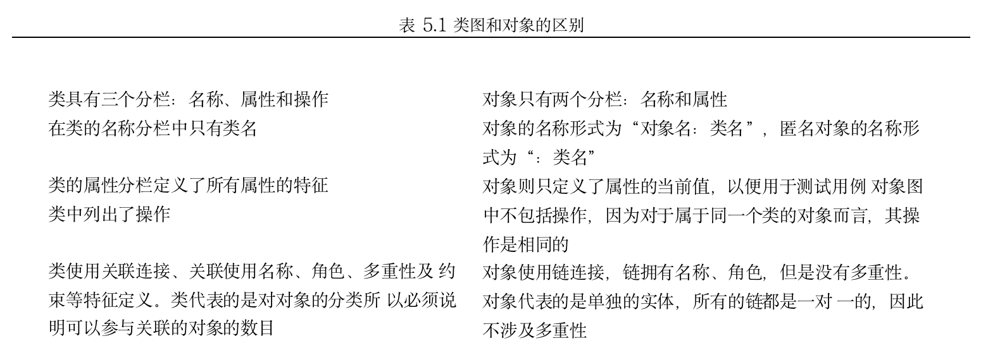 表 5.1 类图和对象的区别
类具有三个分栏：名称、属性和操作
对象只有两个分栏：名称和属性
在类的名称分栏中只有类名
对象的名称形式为“对象名：类名”，匿名对象的名称形
式为“：类名”
类的属性分栏定义了所有属性的特征
对象则只定义了属性的当前值，以便用于测试用例 对象图
类中列出了操作
中不包括操作，因为对于属于同一个类的对象而言，其操
作是相同的
类使用关联连接、关联使用名称、角色、多重性及 约
束等特征定义。类代表的是对对象的分类所 以必须说
明可以参与关联的对象的数目
对象使用链连接，链拥有名称、角色，但是没有多重性。
对象代表的是单独的实体，所有的链都是一对 一的，因此
不涉及多重性